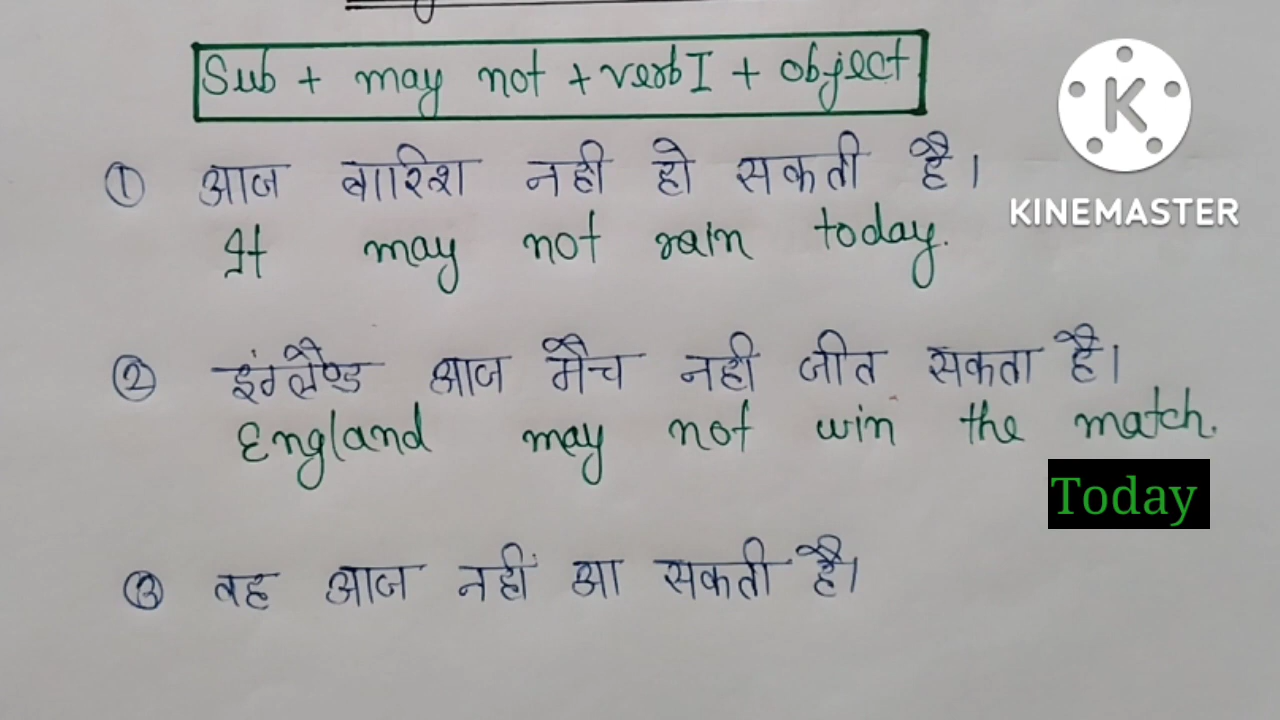 Sub + may not + verb I + object
① आज बारिश नही हो सकती है।
It may not rain today.
② इंग्लैण्ड आज मैच नही जीत सकता है।
England may not win the match.
Today
③ वह आज नहीं आ सकती है।
KINEMASTER